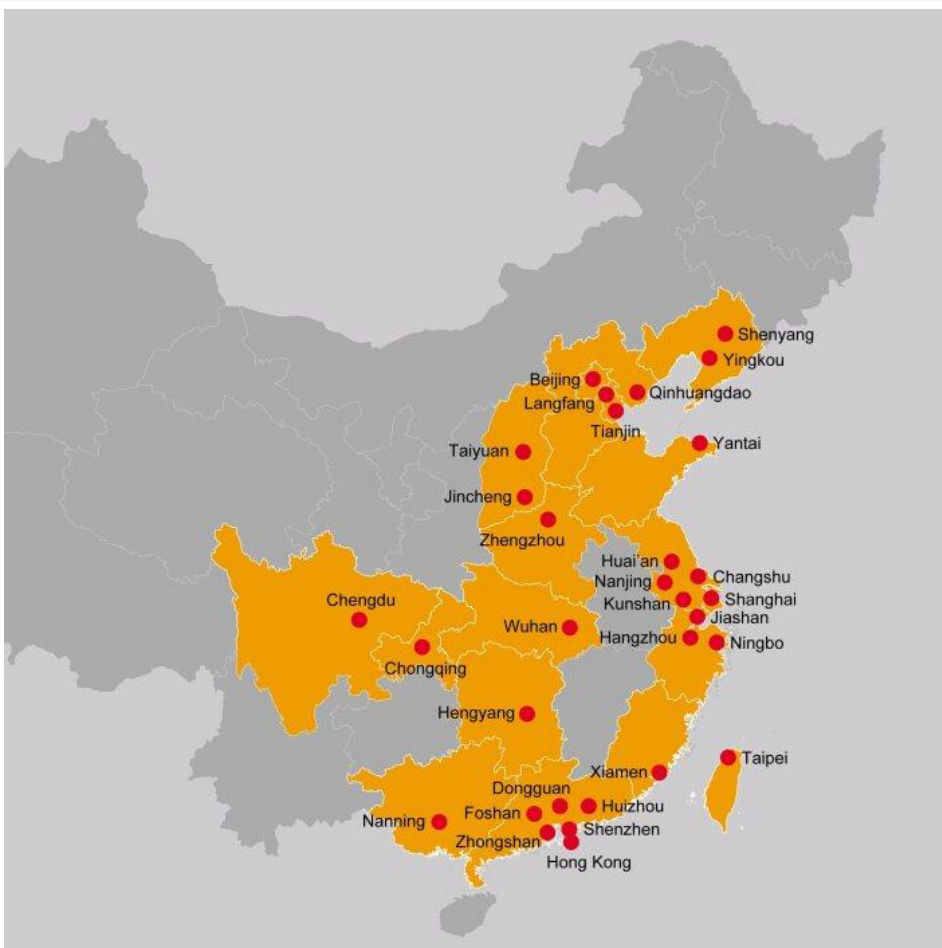 Shenyang
Yingkou
Beijing
Qinhuangdao
Langfang
Tianjin
Yantai
Taiyuan
Jincheng
Zhengzhou
Huai'an
Changshu
Nanjing
Kunshan
Shanghai
Chengdu
Jiashan
Wuhan
Hangzhou
Ningbo
Chongqing
Hengyang
Taipei
Xiamen
Dongguan
Huizhou
Foshan
Nanning
Shenzhen
Zhongshan
Hong Kong